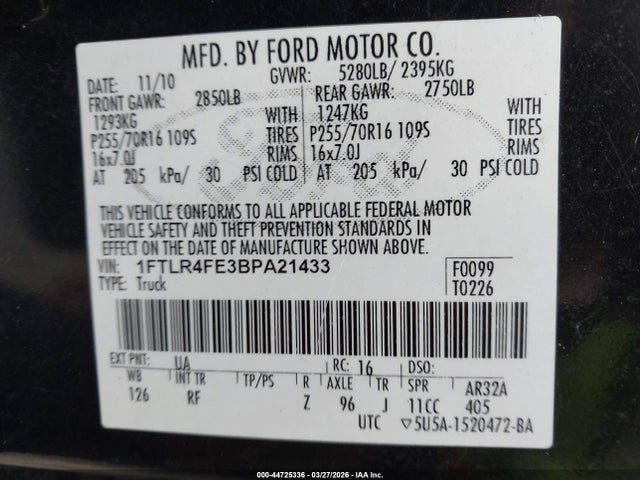 MFD. BY FORD MOTOR CO.
DATE: 11/10 GVWR: 5280LB/ 2395KG
FRONT GAWR: 2850LB REAR GAWR: 2750LB
1293KG WITH 1247KG WITH
P255/70R16 109S TIRES P255/70R16 109S TIRES
16x7.0J RIMS 16x7.0J RIMS
AT 205 kPa/ 30 PSI COLD AT 205 kPa/ 30 PSI COLD
THIS VEHICLE CONFORMS TO ALL APPLICABLE FEDERAL MOTOR
VEHICLE SAFETY AND THEFT PREVENTION STANDARDS IN
EFFECT ON THE DATE OF MANUFACTURE SHOWN ABOVE.
VIN: 1FTLR4FE3BPA21433 F0099
TYPE: Truck T0226
EXT PNT: UA RC: 16 DSO:
WB INT TR TP/PS R AXLE TR SPR AR32A
126 RF Z 96 J 11CC 405
UTC ▽5U5A-1520472-BA
000-44725336 | 03/27/2026 | IAA Inc.